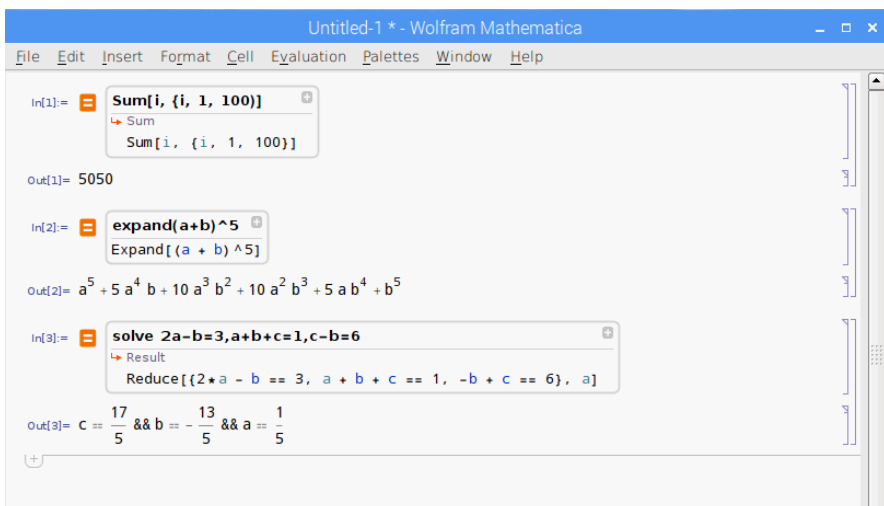 Untitled-1 * - Wolfram Mathematica
File Edit Insert Format Cell Evaluation Palettes Window Help
In[1]:= Sum[i, {i, 1, 100)]
Sum
Sum[i, {i, 1, 100}]
Out[1]= 5050
In[2]:= expand(a+b)^5
Expand[(a + b)^5]
Out[2]= a⁵ + 5 a⁴ b + 10 a³ b² + 10 a² b³ + 5 a b⁴ + b⁵
In[3]:= solve 2a-b=3,a+b+c=1,c-b=6
Result
Reduce[{2*a - b == 3, a + b + c == 1, -b + c == 6}, a]
Out[3]= c == 17/5 && b == - 13/5 && a == 1/5